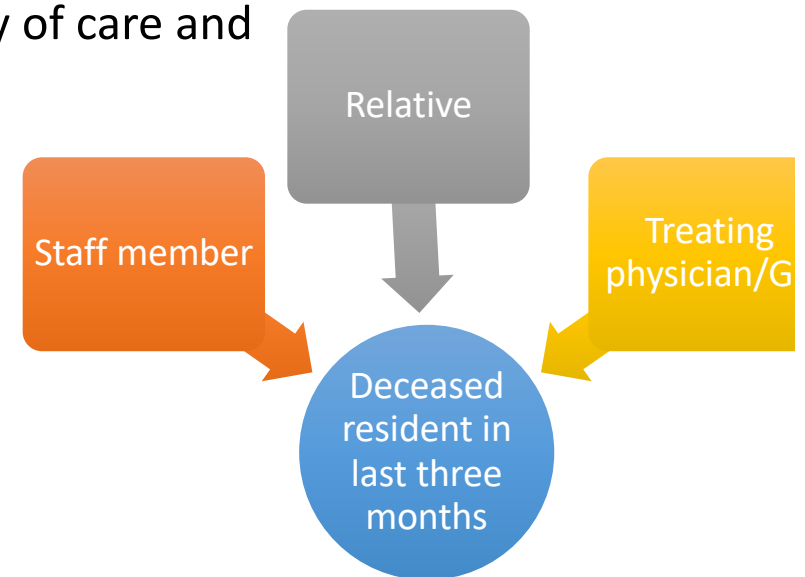 of care and
Relative
Staff member
Treating
physician/G
Deceased
resident in
last three
months